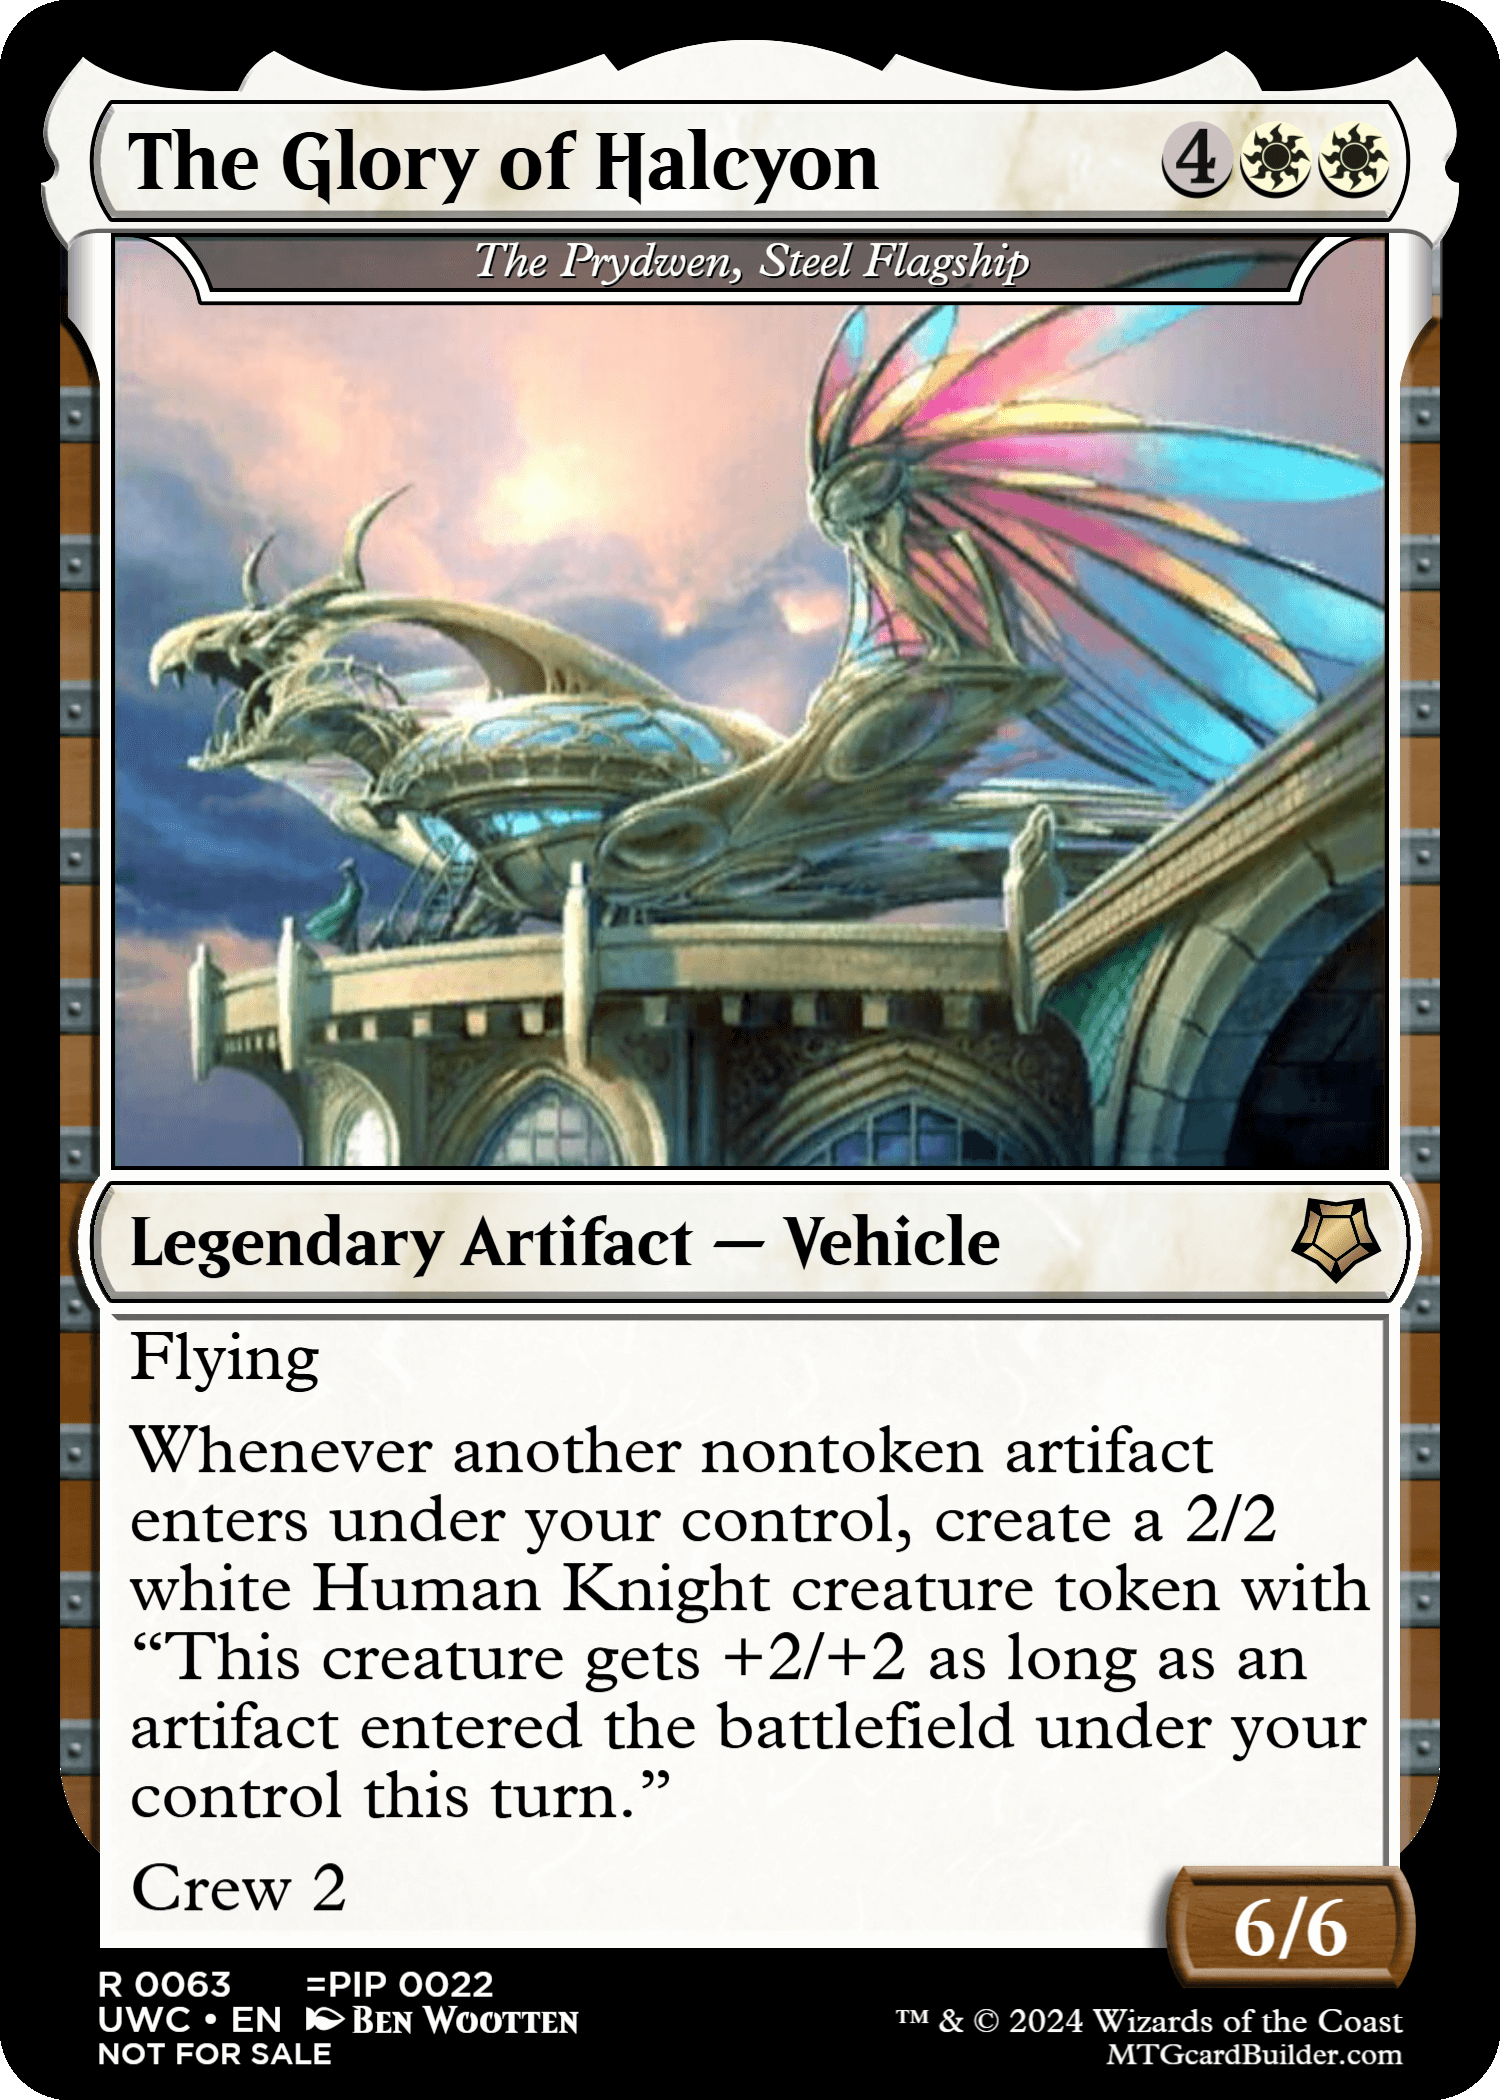 The Glory of Halcyon
4
The Prydwen, Steel Flagship
Legendary Artifact — Vehicle
Flying
Whenever another nontoken artifact
enters under your control, create a 2/2
white Human Knight creature token with
“This creature gets +2/+2 as long as an
artifact entered the battlefield under your
control this turn.”
Crew 2
6/6
R 0063 =PIP 0022
UWC • EN Ben Wootten
NOT FOR SALE
™ & © 2024 Wizards of the Coast
MTGcardBuilder.com